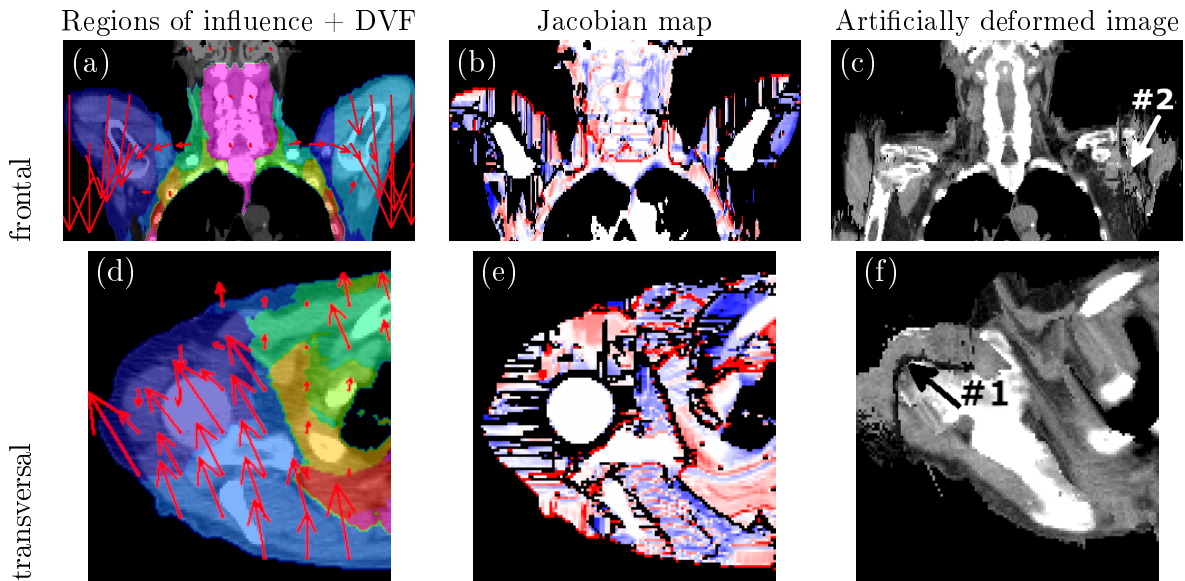 Regions of influence + DVF
Jacobian map
Artificially deformed image
frontal
(a)
(b)
(c)
#2
transversal
(d)
(e)
(f)
#1